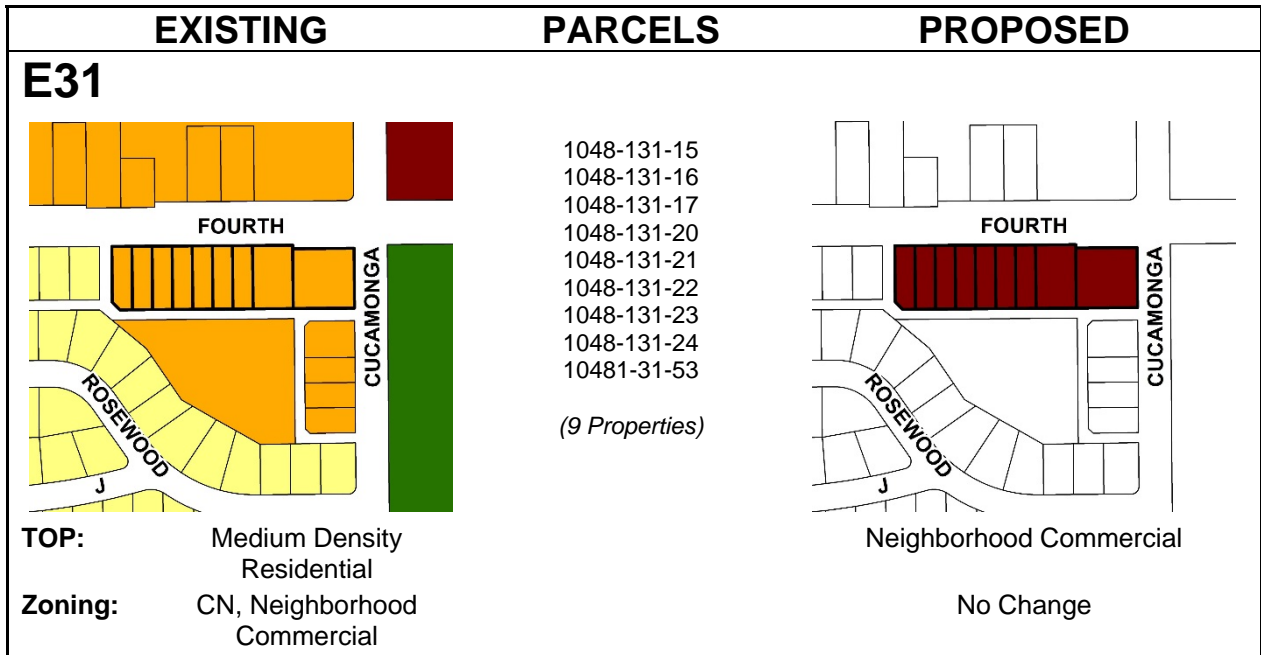 EXISTING
PARCELS
PROPOSED
E31
FOURTH
CUCAMONGA
ROSEWOOD
J
1048-131-15
1048-131-16
1048-131-17
1048-131-20
1048-131-21
1048-131-22
1048-131-23
1048-131-24
10481-31-53
(9 Properties)
FOURTH
CUCAMONGA
ROSEWOOD
J
TOP:
Medium Density
Residential
Neighborhood Commercial
Zoning:
CN, Neighborhood
Commercial
No Change